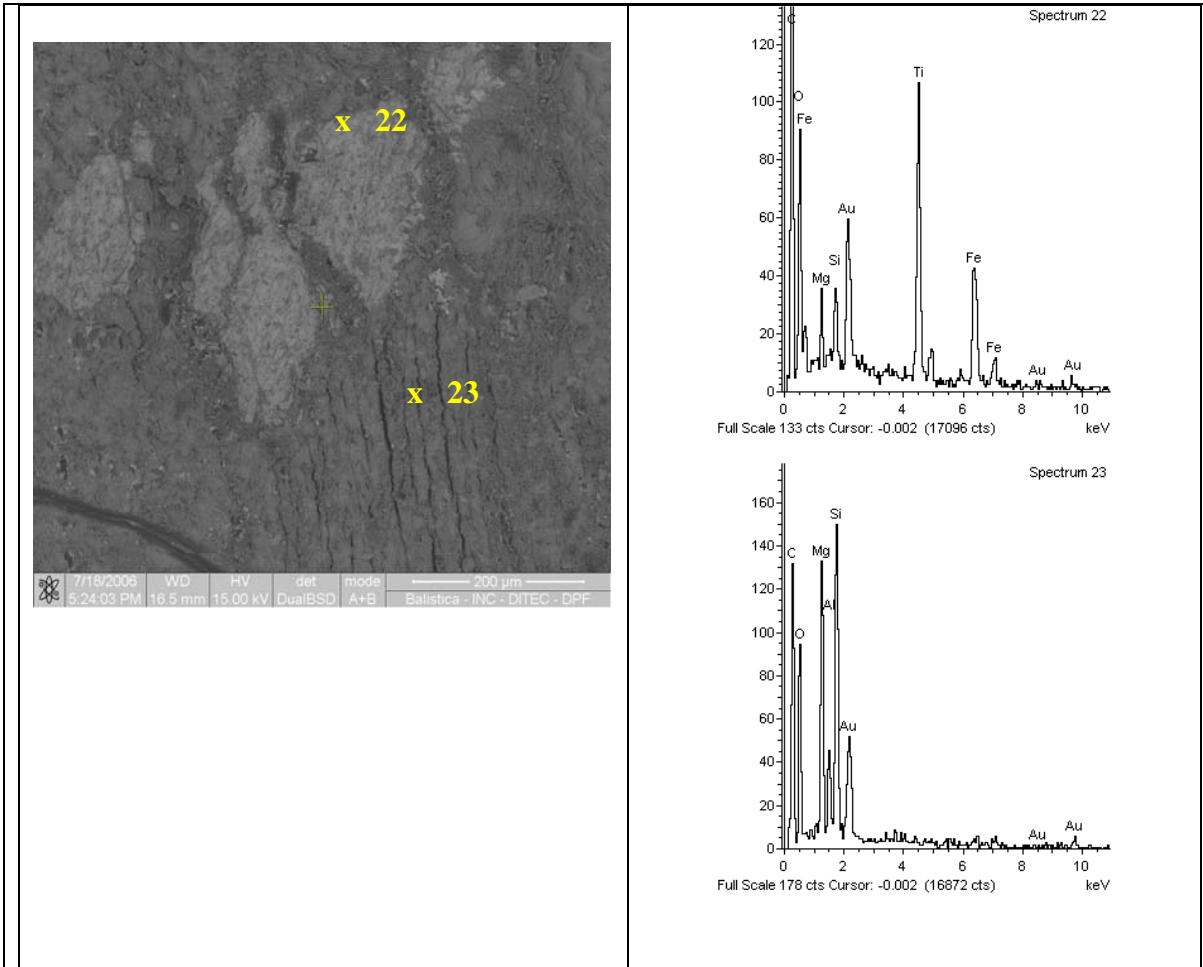 x 22
x 23
7/18/2006 WD HV det mode 200 µm
5:24:03 PM 16.5 mm 15.00 kV DualBSD A+B Balistica - INC - DITEC - DPF
Spectrum 22
C
120
Ti
100
O
Fe
80
60
Au
40
Mg
Si
Fe
20
Fe
Au
Au
0
0 2 4 6 8 10
Full Scale 133 cts Cursor: -0.002 (17096 cts) keV
Spectrum 23
160
Si
140
C
Mg
120
Al
100
O
80
60
Au
40
20
Au
Au
0
0 2 4 6 8 10
Full Scale 178 cts Cursor: -0.002 (16872 cts) keV